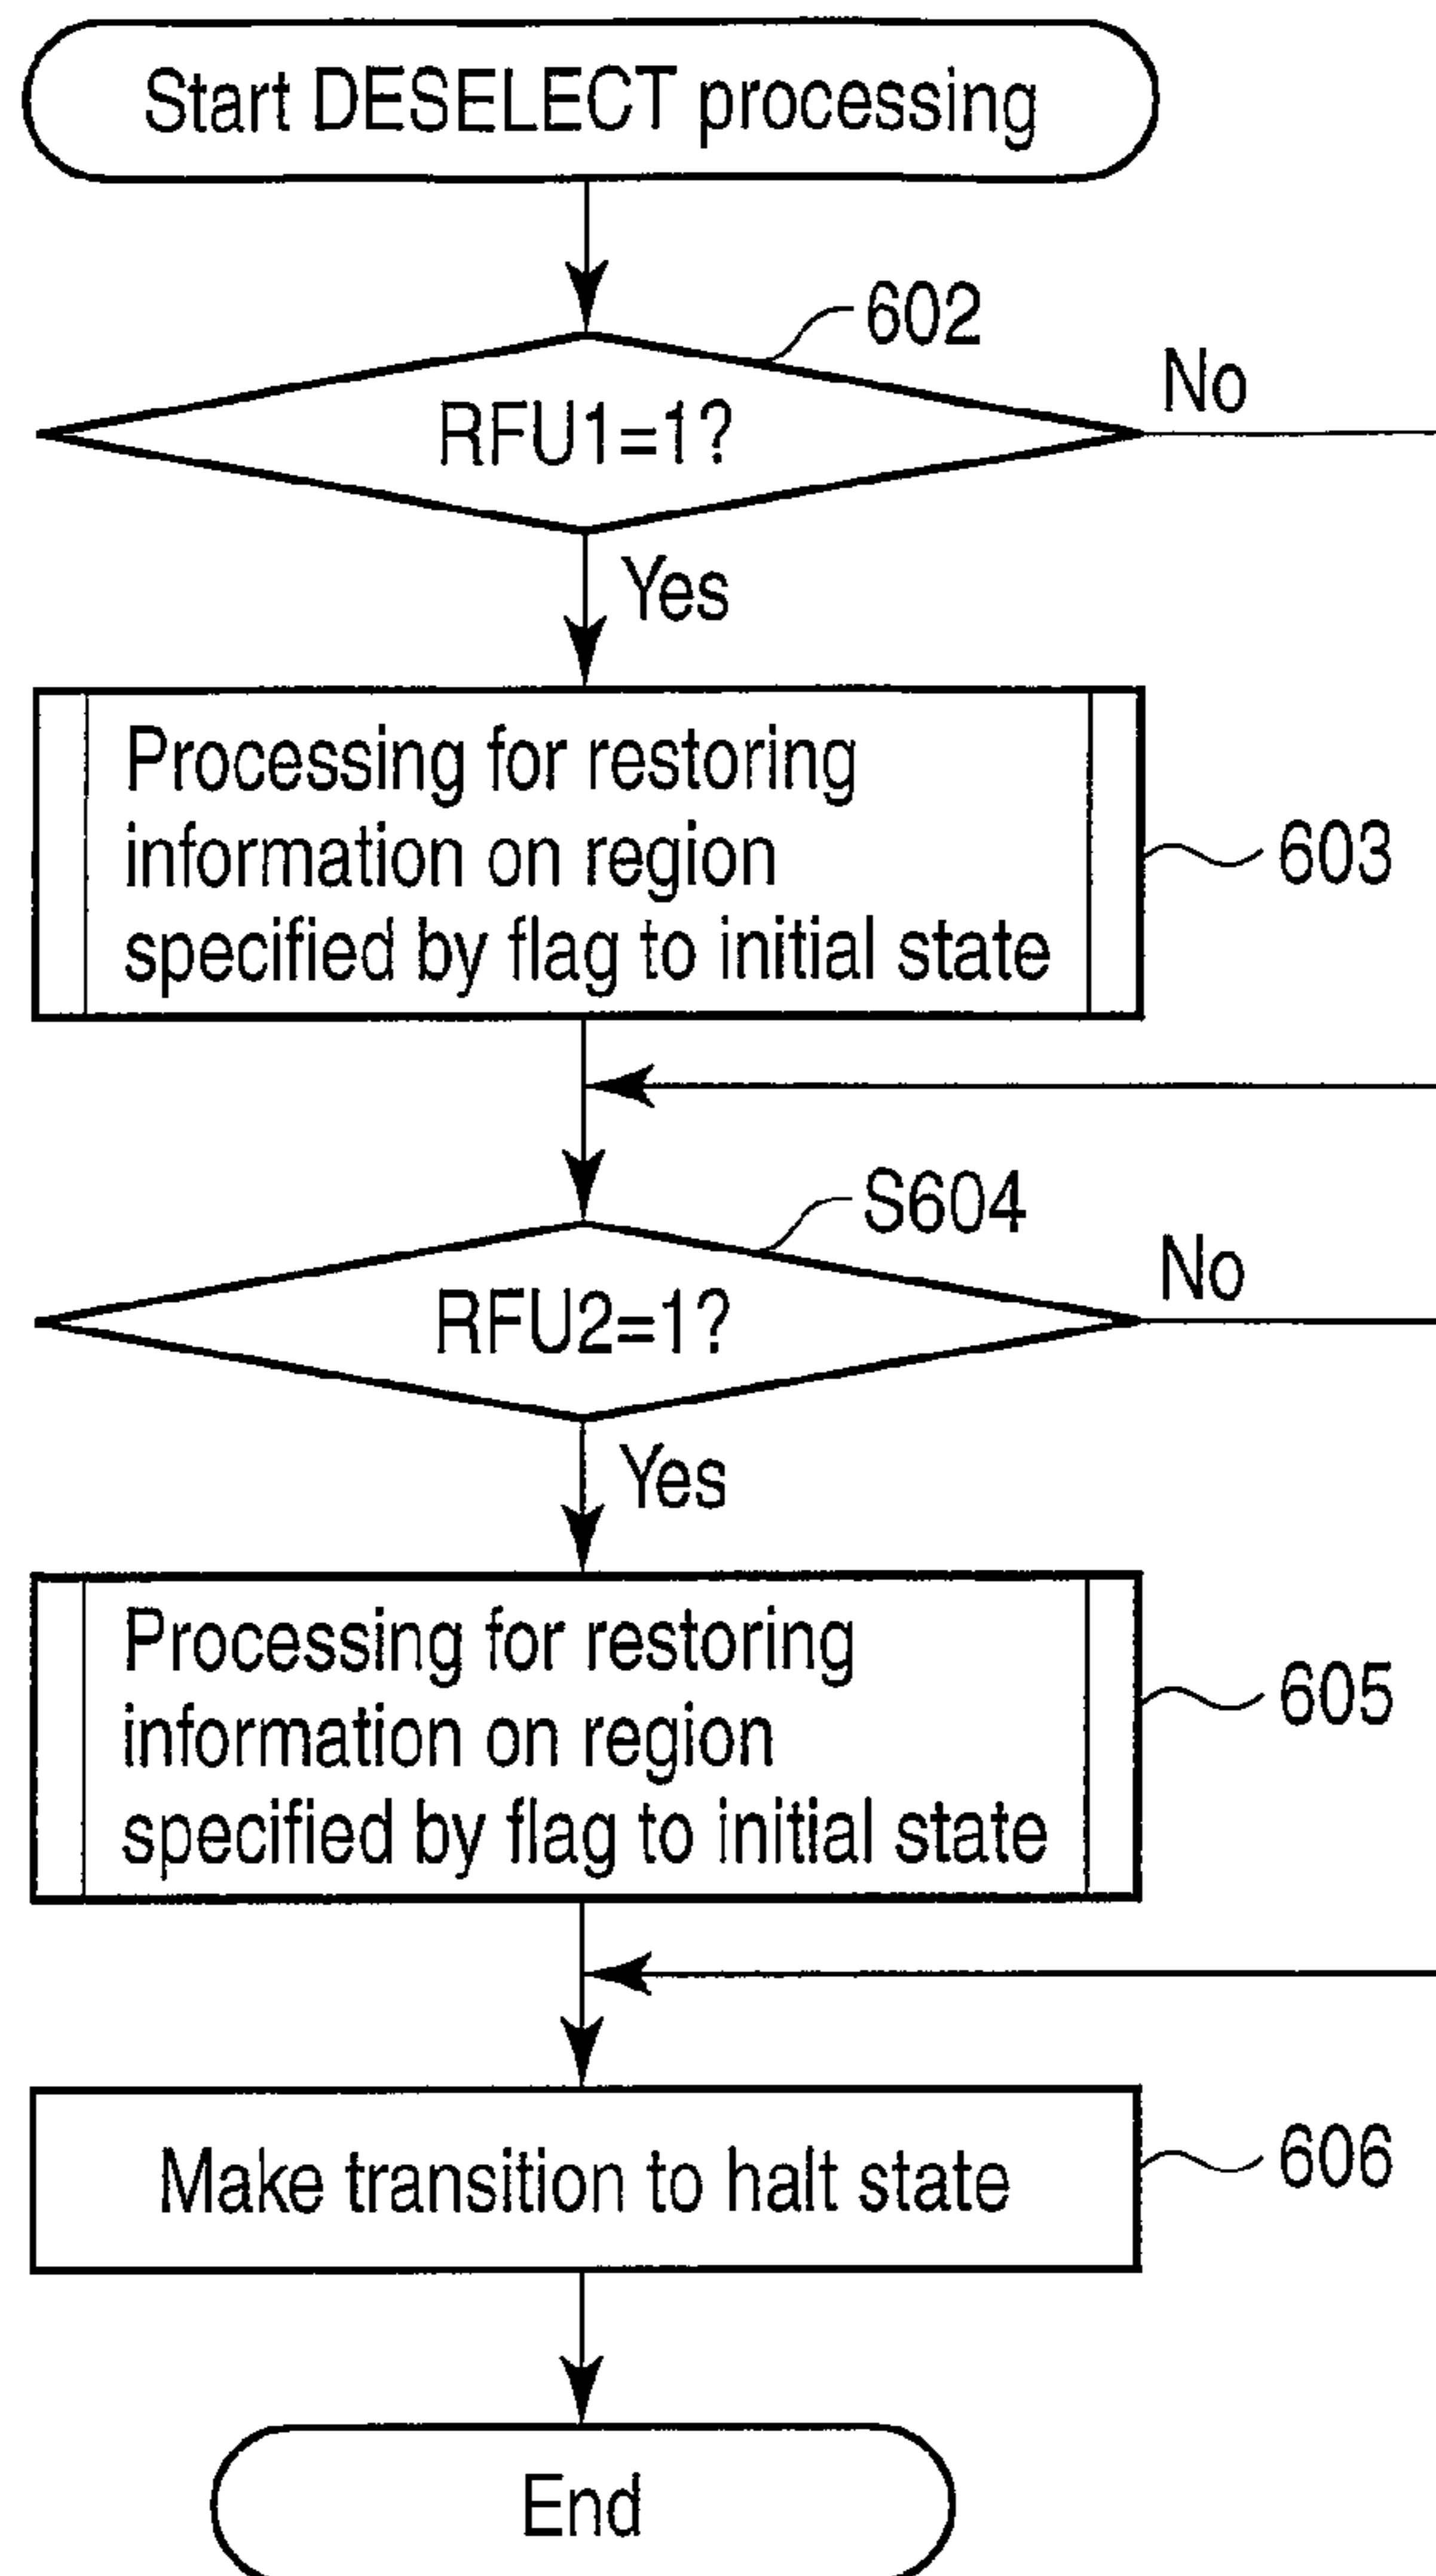 Start DESELECT processing
602
No
RFU1=1?
Yes
Processing for restoring
information on region
specified by flag to initial state
603
S604
No
RFU2=1?
Yes
Processing for restoring
information on region
specified by flag to initial state
605
Make transition to halt state
606
End